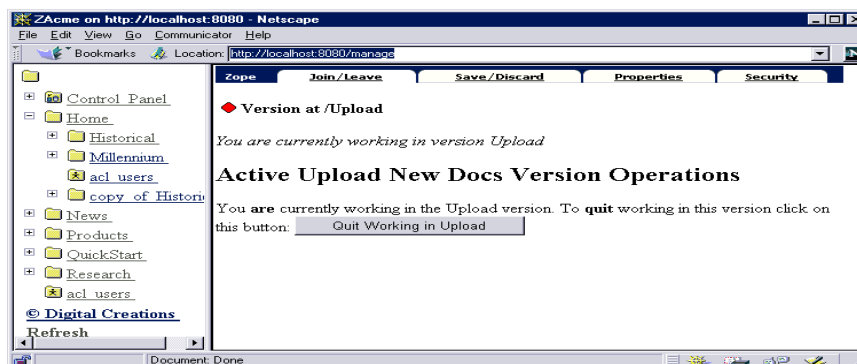 ZAcme on http://localhost:8080 - Netscape
File Edit View Go Communicator Help
Bookmarks Location: http://localhost:8080/manage
Zope Join/Leave Save/Discard Properties Security
Control_Panel
Home
Historical
Millennium
acl_users
copy_of_Histori
News
Products
QuickStart
Research
acl_users
© Digital Creations
Refresh
Version at /Upload
You are currently working in version Upload
Active Upload New Docs Version Operations
You are currently working in the Upload version. To quit working in this version click on
this button: Quit Working in Upload
Document: Done